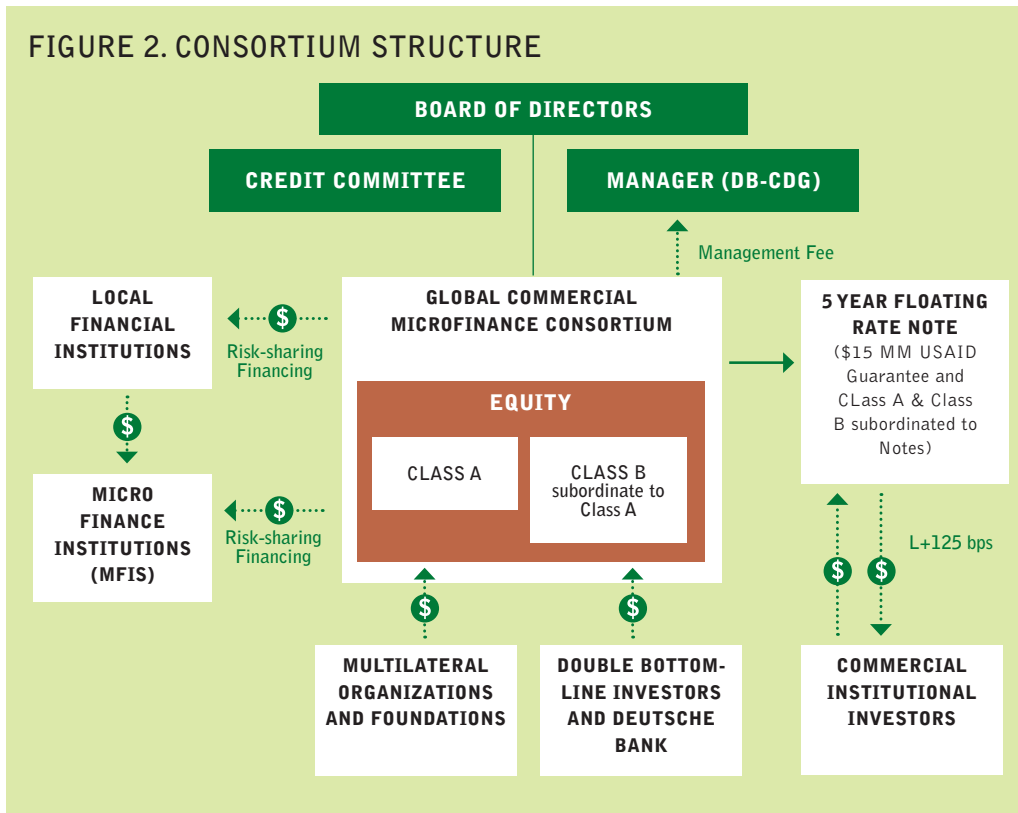 FIGURE 2. CONSORTIUM STRUCTURE
BOARD OF DIRECTORS
CREDIT COMMITTEE
MANAGER (DB-CDG)
Management Fee
LOCAL
FINANCIAL
INSTITUTIONS
$
Risk-sharing
Financing
GLOBAL COMMERCIAL
MICROFINANCE CONSORTIUM
5 YEAR FLOATING
RATE NOTE
($15 MM USAID
Guarantee and
CLass A & Class
B subordinated to
Notes)
EQUITY
CLASS A
CLASS B
subordinate to
Class A
$
MICRO
FINANCE
INSTITUTIONS
(MFIS)
$
Risk-sharing
Financing
L+125 bps
$
$
$
$
MULTILATERAL
ORGANIZATIONS
AND FOUNDATIONS
DOUBLE BOTTOM-
LINE INVESTORS
AND DEUTSCHE
BANK
COMMERCIAL
INSTITUTIONAL
INVESTORS